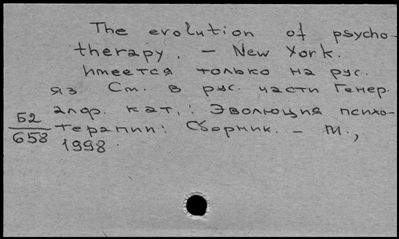 The evolution of psycho-
therapy. – New York.
Имеется только на рус.
яз. См. в рус. части Генер.
алф. кат.: Эволюция психо-
Б2
658
терапии: Сборник. – М.,
1998.